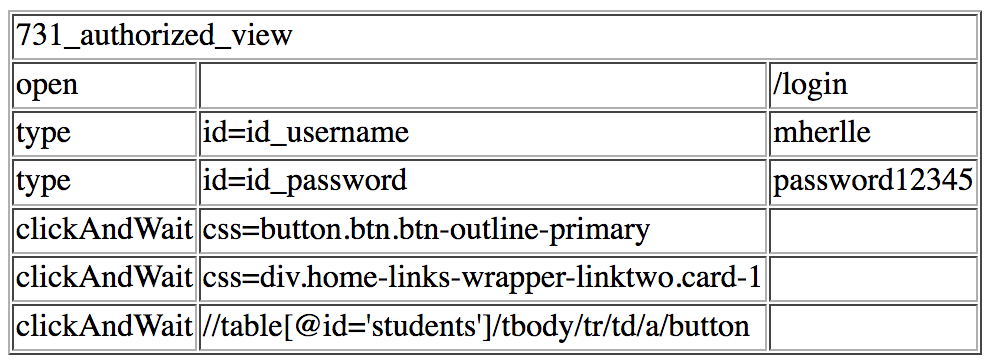 731_authorized_view
open /login
type id=id_username mherlle
type id=id_password password12345
clickAndWait css=button.btn.btn-outline-primary
clickAndWait css=div.home-links-wrapper-linktwo.card-1
clickAndWait //table[@id='students']/tbody/tr/td/a/button